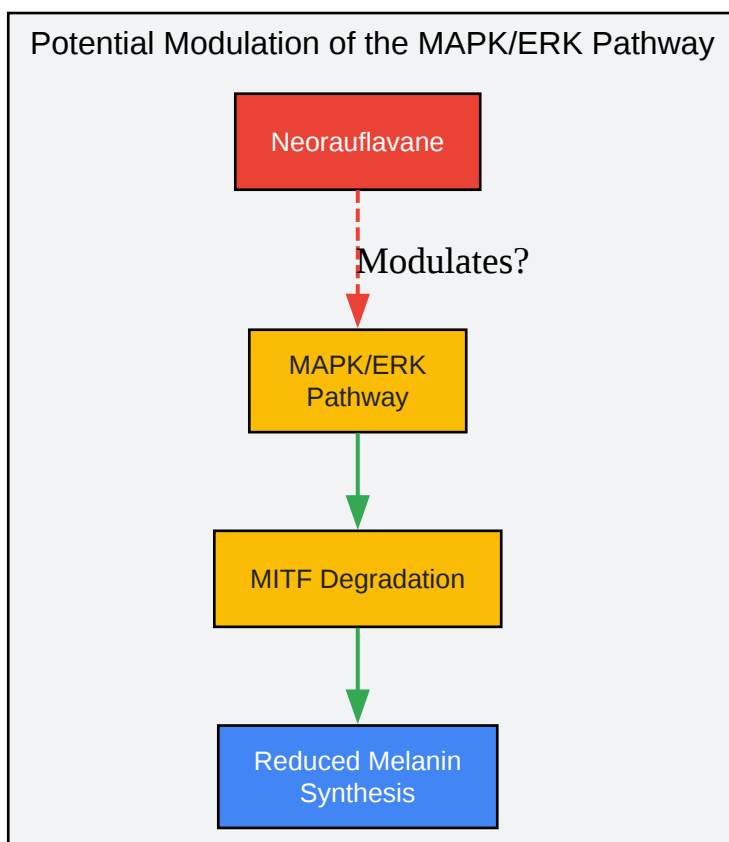 Potential Modulation of the MAPK/ERK Pathway
Neorauflavane
Modulates?
MAPK/ERK
Pathway
MITF Degradation
Reduced Melanin
Synthesis